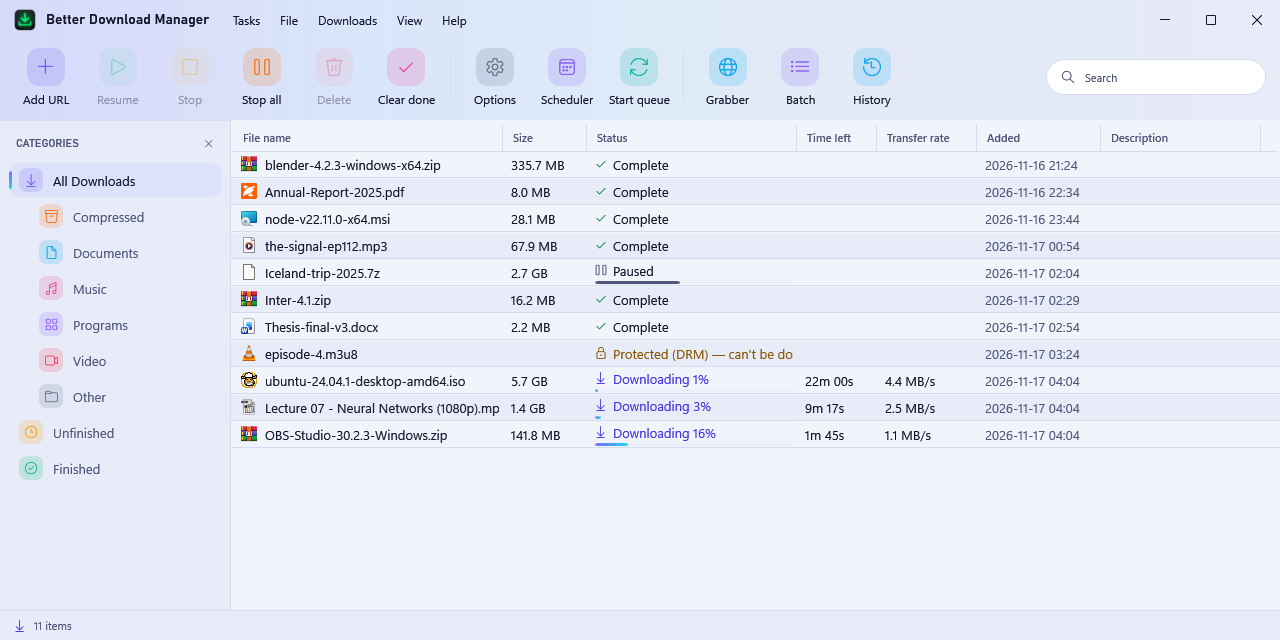 Better Download Manager Tasks File Downloads View Help
Add URL Resume Stop Stop all Delete Clear done Options Scheduler Start queue Grabber Batch History Search
CATEGORIES
All Downloads
Compressed
Documents
Music
Programs
Video
Other
Unfinished
Finished
File name Size Status Time left Transfer rate Added Description
blender-4.2.3-windows-x64.zip 335.7 MB Complete 2026-11-16 21:24
Annual-Report-2025.pdf 8.0 MB Complete 2026-11-16 22:34
node-v22.11.0-x64.msi 28.1 MB Complete 2026-11-16 23:44
the-signal-ep112.mp3 67.9 MB Complete 2026-11-17 00:54
Iceland-trip-2025.7z 2.7 GB Paused 2026-11-17 02:04
Inter-4.1.zip 16.2 MB Complete 2026-11-17 02:29
Thesis-final-v3.docx 2.2 MB Complete 2026-11-17 02:54
episode-4.m3u8 Protected (DRM) — can't be do 2026-11-17 03:24
ubuntu-24.04.1-desktop-amd64.iso 5.7 GB Downloading 1% 22m 00s 4.4 MB/s 2026-11-17 04:04
Lecture 07 - Neural Networks (1080p).mp 1.4 GB Downloading 3% 9m 17s 2.5 MB/s 2026-11-17 04:04
OBS-Studio-30.2.3-Windows.zip 141.8 MB Downloading 16% 1m 45s 1.1 MB/s 2026-11-17 04:04
11 items